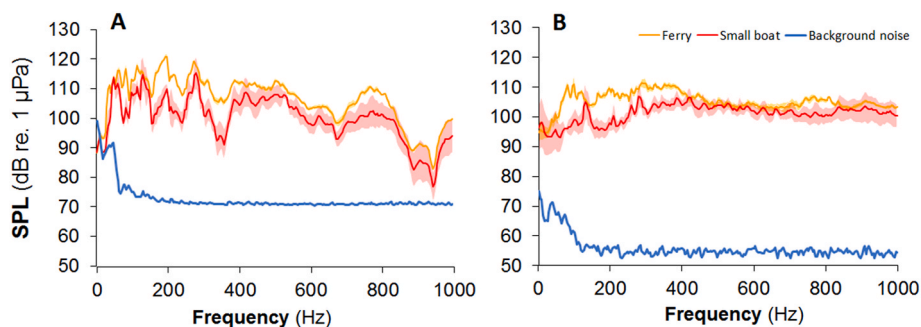 A
B
Ferry Small boat Background noise
SPL (dB re. 1 µPa)
130
120
110
100
90
80
70
60
50
0 200 400 600 800 1000
Frequency (Hz)
130
120
110
100
90
80
70
60
50
0 200 400 600 800 1000
Frequency (Hz)